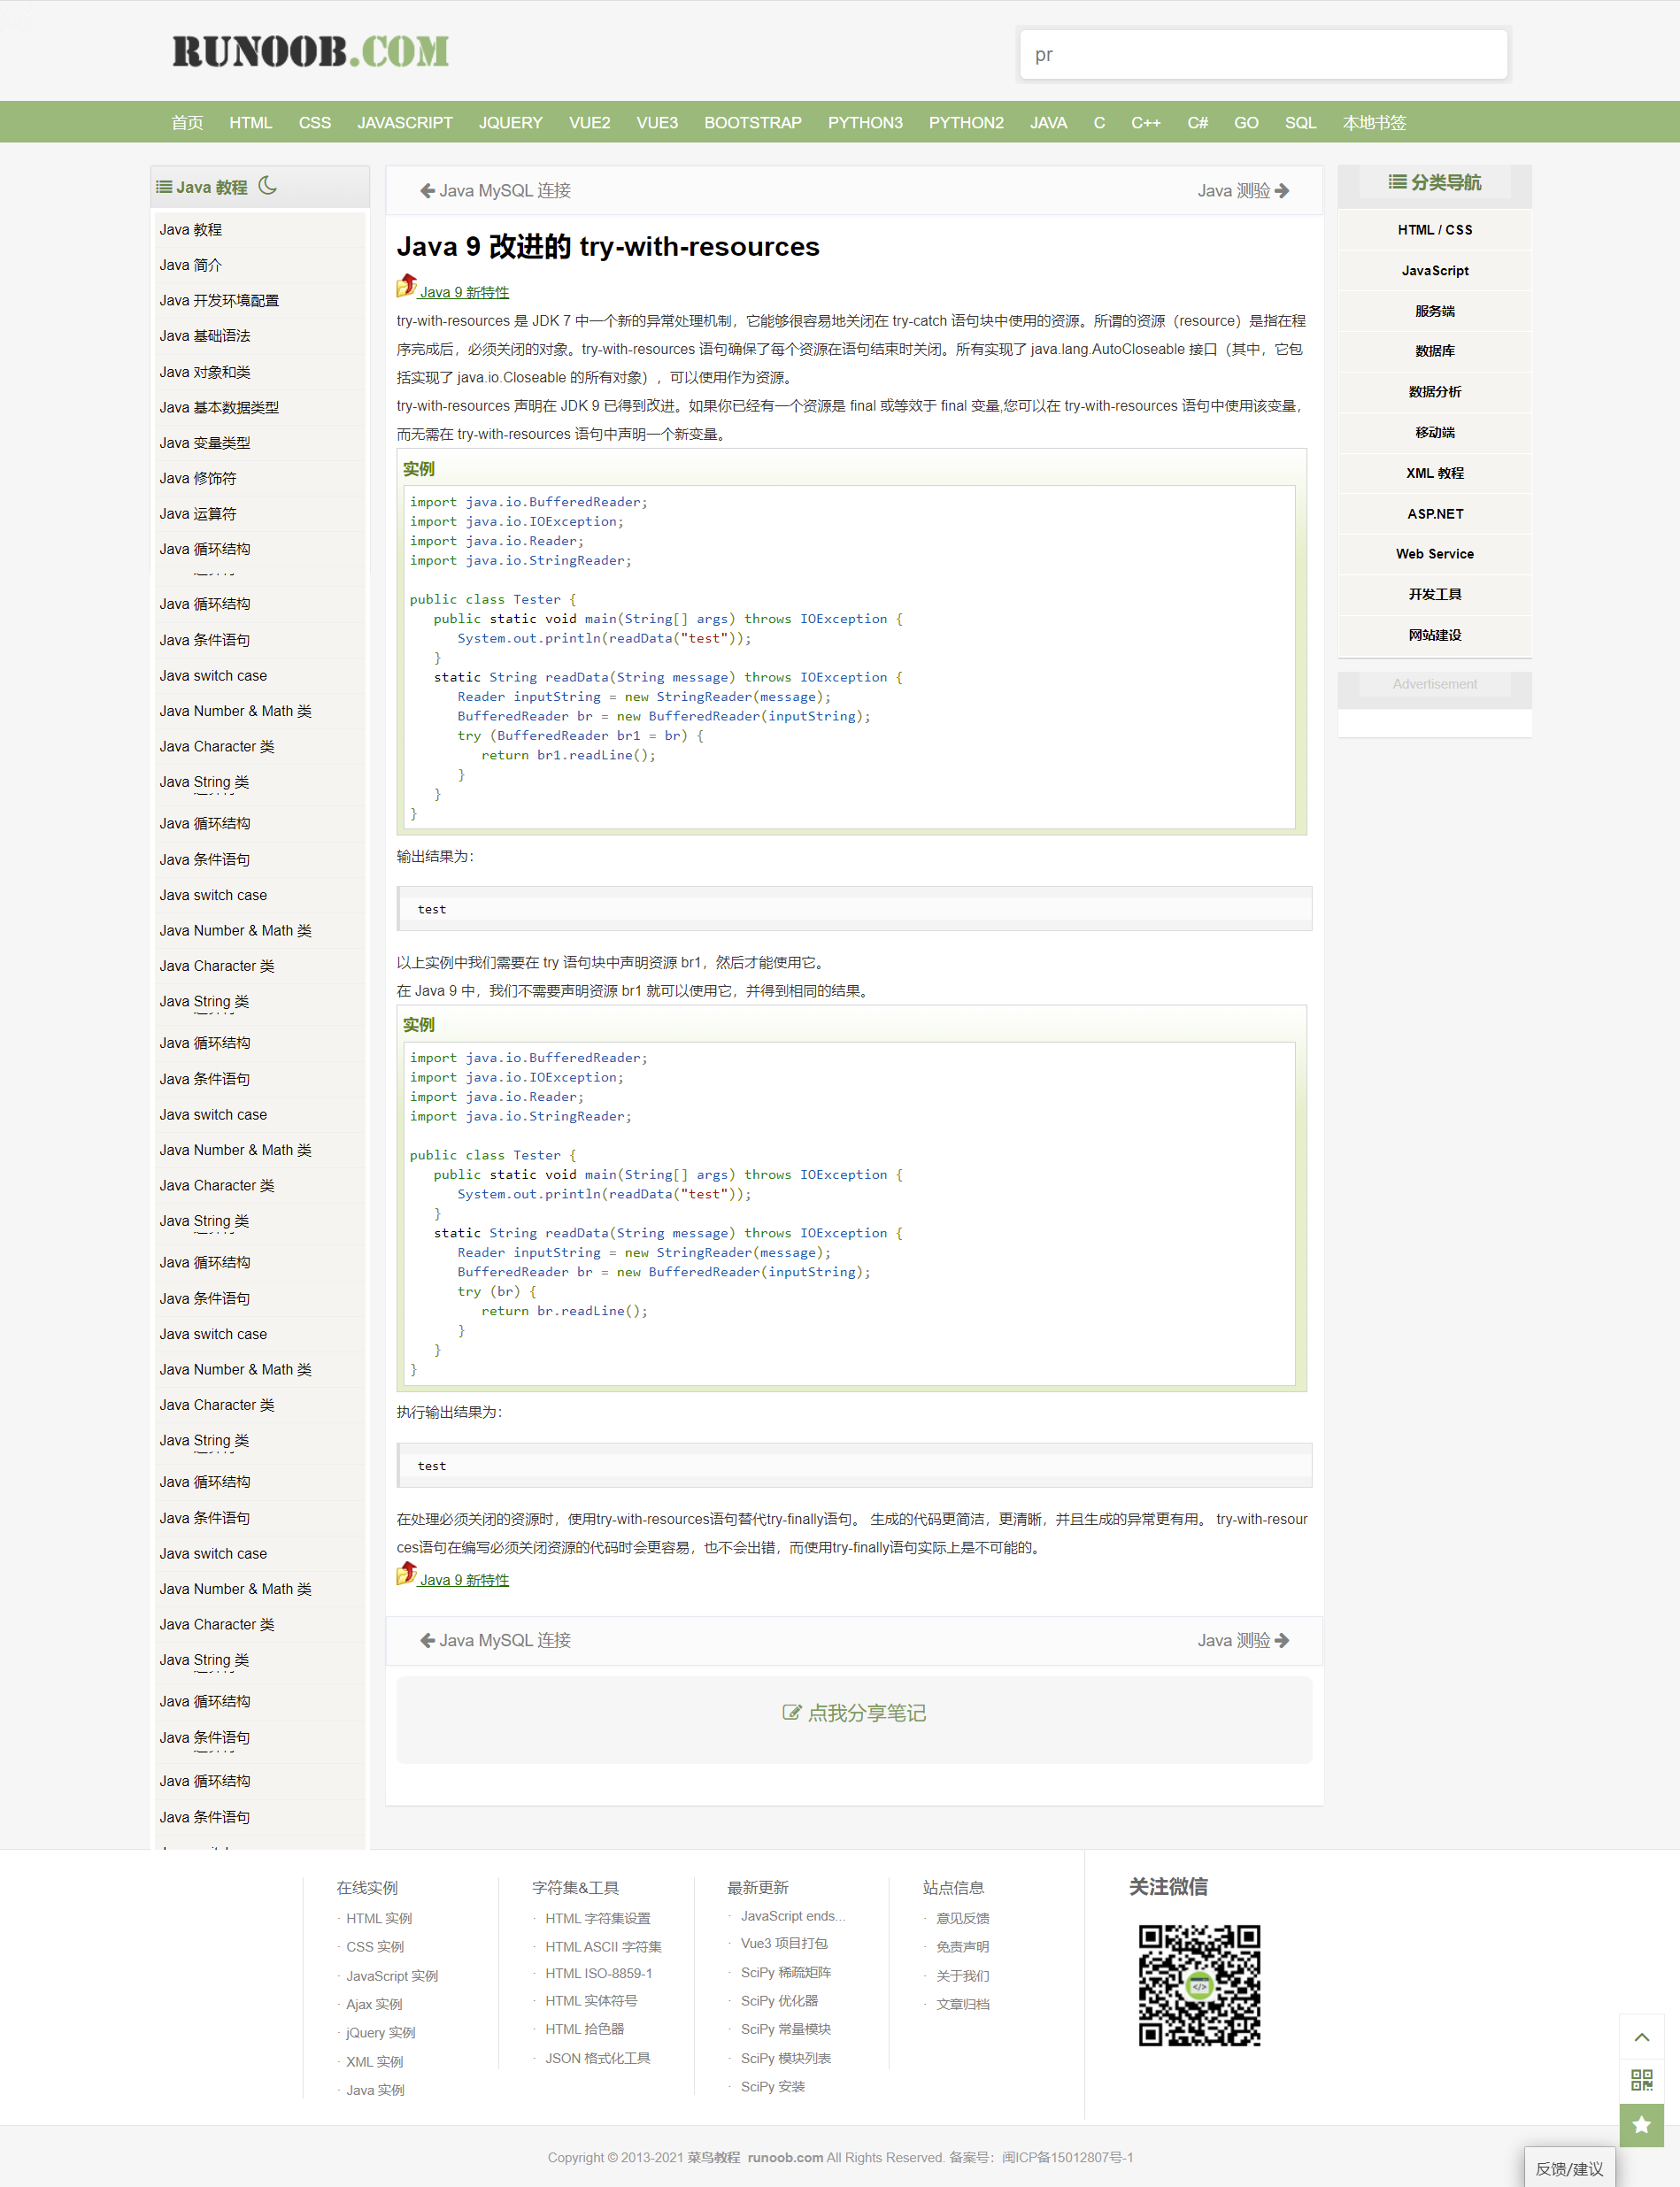 RUNOOB.COM
pr
首页 HTML CSS JAVASCRIPT JQUERY VUE2 VUE3 BOOTSTRAP PYTHON3 PYTHON2 JAVA C C++ C# GO SQL 本地书签
Java 教程
Java 教程
Java 简介
Java 开发环境配置
Java 基础语法
Java 对象和类
Java 基本数据类型
Java 变量类型
Java 修饰符
Java 运算符
Java 循环结构
Java 循环结构
Java 条件语句
Java switch case
Java Number & Math 类
Java Character 类
Java String 类
Java 循环结构
Java 条件语句
Java switch case
Java Number & Math 类
Java Character 类
Java String 类
Java 循环结构
Java 条件语句
Java switch case
Java Number & Math 类
Java Character 类
Java String 类
Java 循环结构
Java 条件语句
Java switch case
Java Number & Math 类
Java Character 类
Java String 类
Java 循环结构
Java 条件语句
Java switch case
Java Number & Math 类
Java Character 类
Java String 类
Java 循环结构
Java 条件语句
Java 循环结构
Java 条件语句
Java MySQL 连接 Java 测验
Java 9 改进的 try-with-resources
Java 9 新特性
try-with-resources 是 JDK 7 中一个新的异常处理机制，它能够很容易地关闭在 try-catch 语句块中使用的资源。所谓的资源（resource）是指在程
序完成后，必须关闭的对象。try-with-resources 语句确保了每个资源在语句结束时关闭。所有实现了 java.lang.AutoCloseable 接口（其中，它包
括实现了 java.io.Closeable 的所有对象），可以使用作为资源。
try-with-resources 声明在 JDK 9 已得到改进。如果你已经有一个资源是 final 或等效于 final 变量,您可以在 try-with-resources 语句中使用该变量，
而无需在 try-with-resources 语句中声明一个新变量。
实例
import java.io.BufferedReader;
import java.io.IOException;
import java.io.Reader;
import java.io.StringReader;
public class Tester {
public static void main(String[] args) throws IOException {
System.out.println(readData("test"));
}
static String readData(String message) throws IOException {
Reader inputString = new StringReader(message);
BufferedReader br = new BufferedReader(inputString);
try (BufferedReader br1 = br) {
return br1.readLine();
}
}
}
输出结果为：
test
以上实例中我们需要在 try 语句块中声明资源 br1，然后才能使用它。
在 Java 9 中，我们不需要声明资源 br1 就可以使用它，并得到相同的结果。
实例
import java.io.BufferedReader;
import java.io.IOException;
import java.io.Reader;
import java.io.StringReader;
public class Tester {
public static void main(String[] args) throws IOException {
System.out.println(readData("test"));
}
static String readData(String message) throws IOException {
Reader inputString = new StringReader(message);
BufferedReader br = new BufferedReader(inputString);
try (br) {
return br.readLine();
}
}
}
执行输出结果为：
test
在处理必须关闭的资源时，使用try-with-resources语句替代try-finally语句。 生成的代码更简洁，更清晰，并且生成的异常更有用。 try-with-resour
ces语句在编写必须关闭资源的代码时会更容易，也不会出错，而使用try-finally语句实际上是不可能的。
Java 9 新特性
Java MySQL 连接 Java 测验
点我分享笔记
分类导航
HTML / CSS
JavaScript
服务端
数据库
数据分析
移动端
XML 教程
ASP.NET
Web Service
开发工具
网站建设
Advertisement
在线实例
· HTML 实例
· CSS 实例
· JavaScript 实例
· Ajax 实例
· jQuery 实例
· XML 实例
· Java 实例
字符集&工具
· HTML 字符集设置
· HTML ASCII 字符集
· HTML ISO-8859-1
· HTML 实体符号
· HTML 拾色器
· JSON 格式化工具
最新更新
· JavaScript ends...
· Vue3 项目打包
· SciPy 稀疏矩阵
· SciPy 优化器
· SciPy 常量模块
· SciPy 模块列表
· SciPy 安装
站点信息
· 意见反馈
· 免责声明
· 关于我们
· 文章归档
关注微信
Copyright © 2013-2021 菜鸟教程 runoob.com All Rights Reserved. 备案号：闽ICP备15012807号-1
反馈/建议